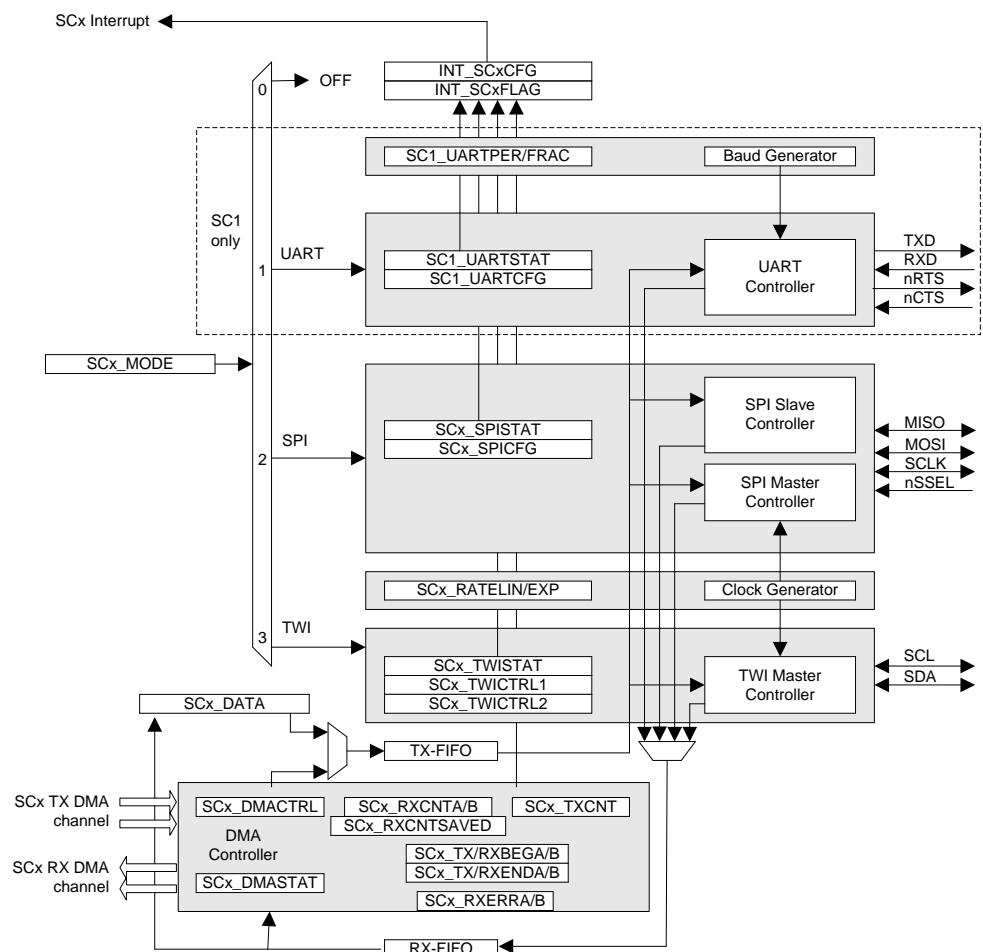 SCx Interrupt
INT_SCxCFG
INT_SCxFLAG
0
OFF
SC1_UARTPER/FRAC
Baud Generator
SC1
only
UART
1
SC1_UARTSTAT
SC1_UARTCFG
UART
Controller
TXD
RXD
nRTS
nCTS
SCx_MODE
SPI
2
SCx_SPISTAT
SCx_SPICFG
SPI Slave
Controller
SPI Master
Controller
MISO
MOSI
SCLK
nSSEL
SCx_RATELIN/EXP
Clock Generator
TWI
3
SCx_TWISTAT
SCx_TWICTRL1
SCx_TWICTRL2
TWI Master
Controller
SCL
SDA
SCx_DATA
TX-FIFO
SCx TX DMA
channel
SCx RX DMA
channel
SCx_DMACTRL
SCx_RXCNTA/B
SCx_TXCNT
SCx_RXCNTSAVED
DMA
Controller
SCx_TX/RXBEGA/B
SCx_TX/RXENDA/B
SCx_DMASTAT
SCx_RXERRA/B
RX-FIFO